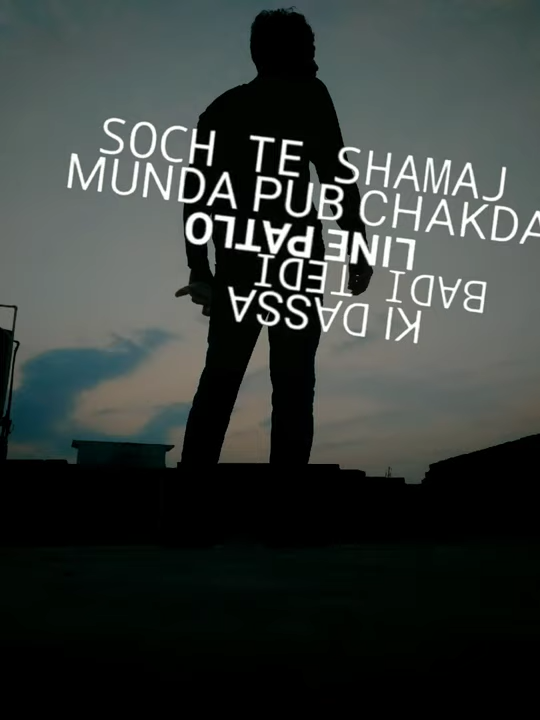 SOCH TE SHAMAJ
MUNDA PUB CHAKDA
KI DASSA
BADI TEDI
LINE PATLO